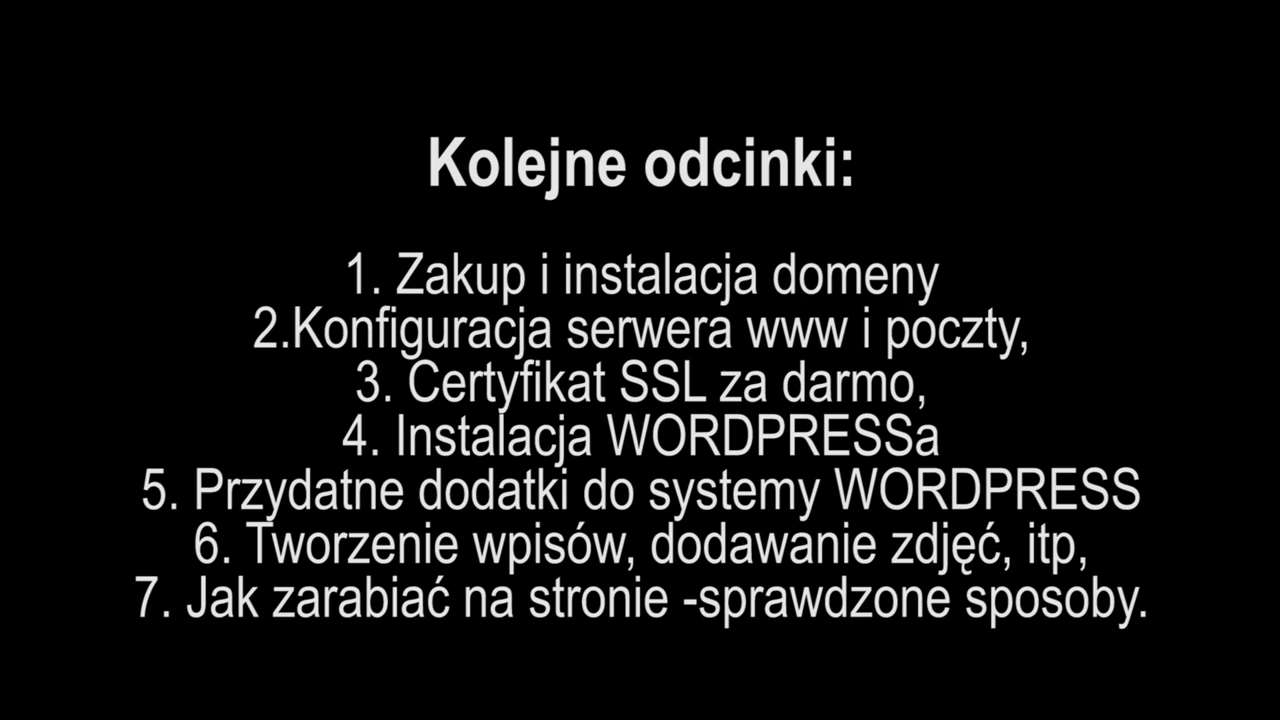 Kolejne odcinki:
1. Zakup i instalacja domeny
2.Konfiguracja serwera www i poczty,
3. Certyfikat SSL za darmo,
4. Instalacja WORDPRESSa
5. Przydatne dodatki do systemy WORDPRESS
6. Tworzenie wpisów, dodawanie zdjęć, itp,
7. Jak zarabiać na stronie -sprawdzone sposoby.